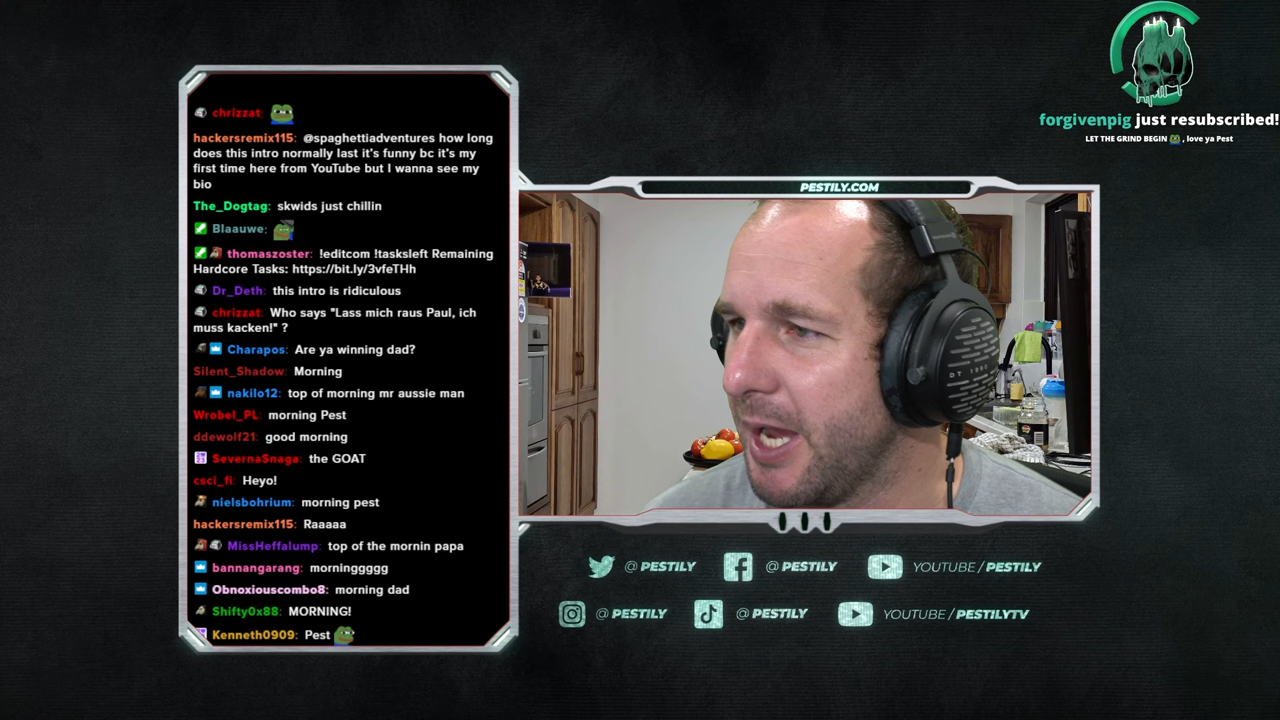 chrizzat:
hackersremix115: @spaghettiadventures how long
does this intro normally last it's funny bc it's my
first time here from YouTube but I wanna see my
bio
The_Dogtag: skwids just chillin
Blaauwe:
thomaszoster: !editcom !tasksleft Remaining
Hardcore Tasks: https://bit.ly/3vfeTHh
Dr_Deth: this intro is ridiculous
chrizzat: Who says "Lass mich raus Paul, ich
muss kacken!" ?
Charapos: Are ya winning dad?
Silent_Shadow: Morning
nakilo12: top of morning mr aussie man
Wrobel_PL: morning Pest
ddewolf21: good morning
SevernaSnaga: the GOAT
csci_fi: Heyo!
nielsbohrium: morning pest
hackersremix115: Raaaaa
MissHeffalump: top of the mornin papa
bannangarang: morninggggg
Obnoxiouscombo8: morning dad
Shifty0x88: MORNING!
Kenneth0909: Pest
forgivenpig just resubscribed!
LET THE GRIND BEGIN , love ya Pest
PESTILY.COM
DT 1990
@PESTILY @PESTILY YOUTUBE/PESTILY
@PESTILY @PESTILY YOUTUBE/PESTILYTV